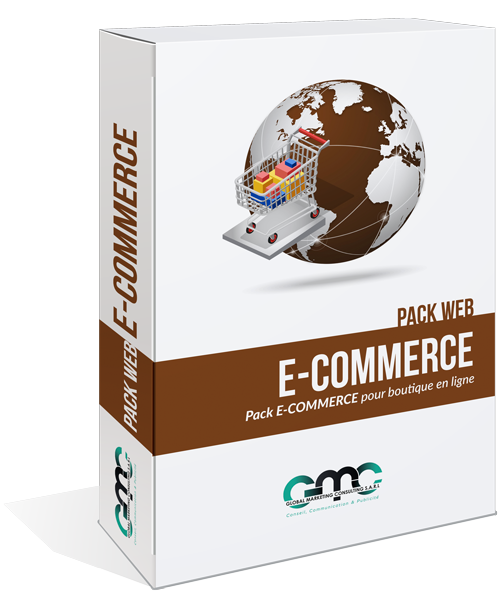 PACK WEB
E-COMMERCE
Pack E-COMMERCE pour boutique en ligne
GMC
GLOBAL MARKETING CONSULTING S.A.R.L
Conseil, Communication & Publicité
PACK WEB E-COMMERCE
GMC